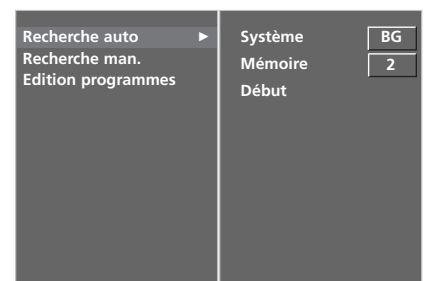 Recherche auto ►
Recherche man.
Edition programmes
Système BG
Mémoire 2
Début